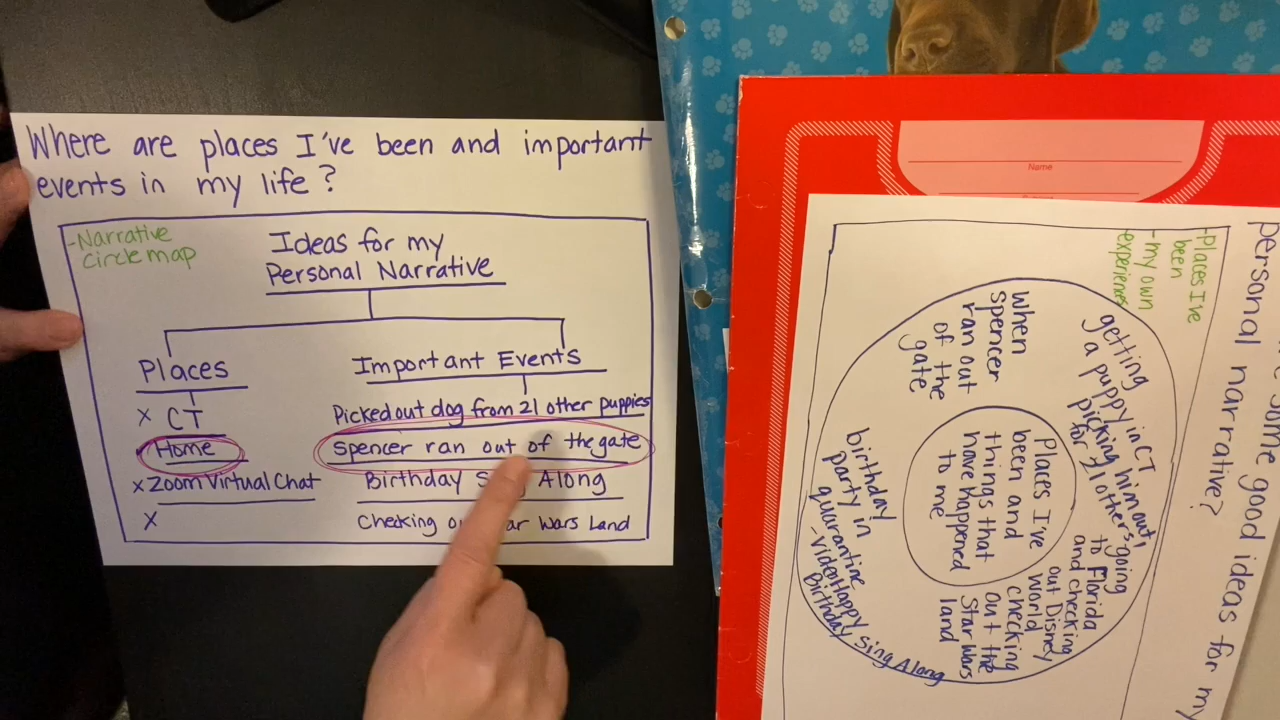 Where are places I've been and important
events in my life?
-Narrative
circle map
Ideas for my
Personal Narrative
Places
Important Events
x CT
Picked out dog from 21 other puppies
Home
Spencer ran out of the gate
x Zoom Virtual Chat
Birthday Along
x
Checking Wars Land
Name
personal narrative?
some good ideas for my
-Places I've
been
-my own
experiences
When
spencer
ran out
of the
gate
getting
a puppy in CT
picking him out,
for 21 others
going
to Florida
and checking
out Disney
World
checking
out the
Star Wars
land
birthday
party in
quarantine
-video Happy
Birthday Sing Along
Places I've
been and
things that
have happened
to me